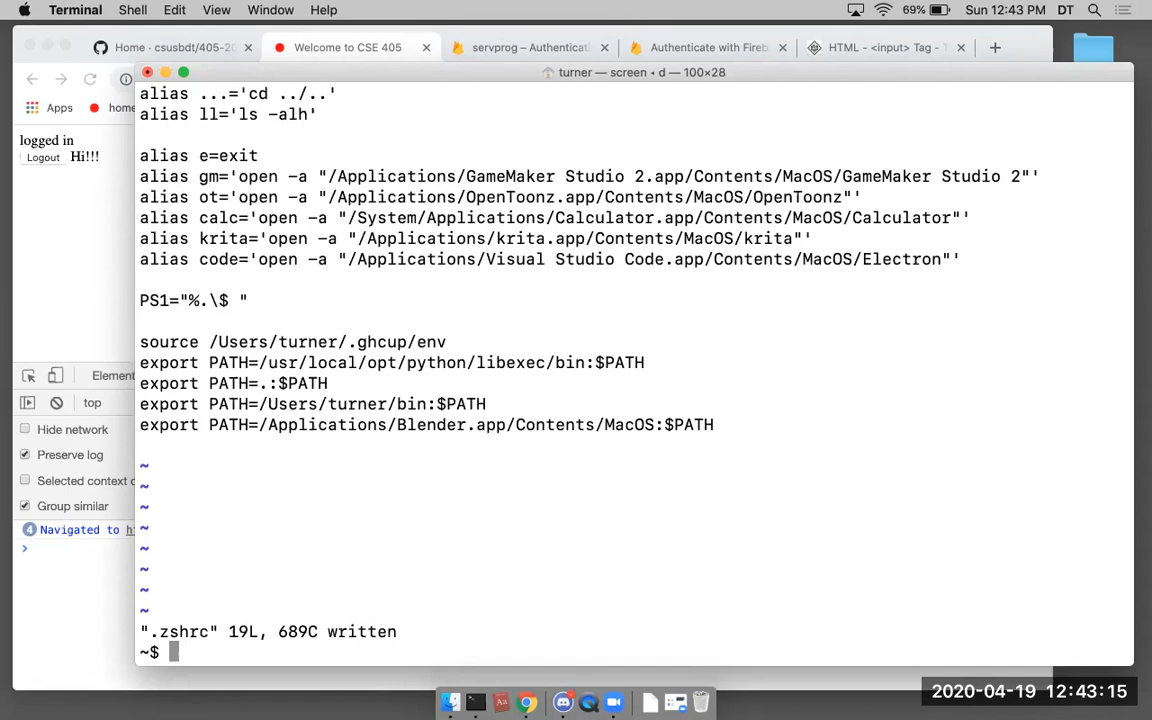 Terminal Shell Edit View Window Help 69% Sun 12:43 PM DT
Home · csusbdt/405-20 Welcome to CSE 405 servprog – Authenticati Authenticate with Fireb HTML - <input> Tag - T
turner — screen • d — 100×28
Apps home
alias ...='cd ../..'
alias ll='ls -alh'
logged in
Logout Hi!!!
alias e=exit
alias gm='open -a "/Applications/GameMaker Studio 2.app/Contents/MacOS/GameMaker Studio 2"'
alias ot='open -a "/Applications/OpenToonz.app/Contents/MacOS/OpenToonz"'
alias calc='open -a "/System/Applications/Calculator.app/Contents/MacOS/Calculator"'
alias krita='open -a "/Applications/krita.app/Contents/MacOS/krita"'
alias code='open -a "/Applications/Visual Studio Code.app/Contents/MacOS/Electron"'
PS1="%.\$ "
source /Users/turner/.ghcup/env
export PATH=/usr/local/opt/python/libexec/bin:$PATH
export PATH=.:$PATH
export PATH=/Users/turner/bin:$PATH
export PATH=/Applications/Blender.app/Contents/MacOS:$PATH
Element
top
Hide network
Preserve log
Selected context o
Group similar
4 Navigated to h
>
~
~
~
~
~
~
~
~
".zshrc" 19L, 689C written
~$
2020-04-19 12:43:15